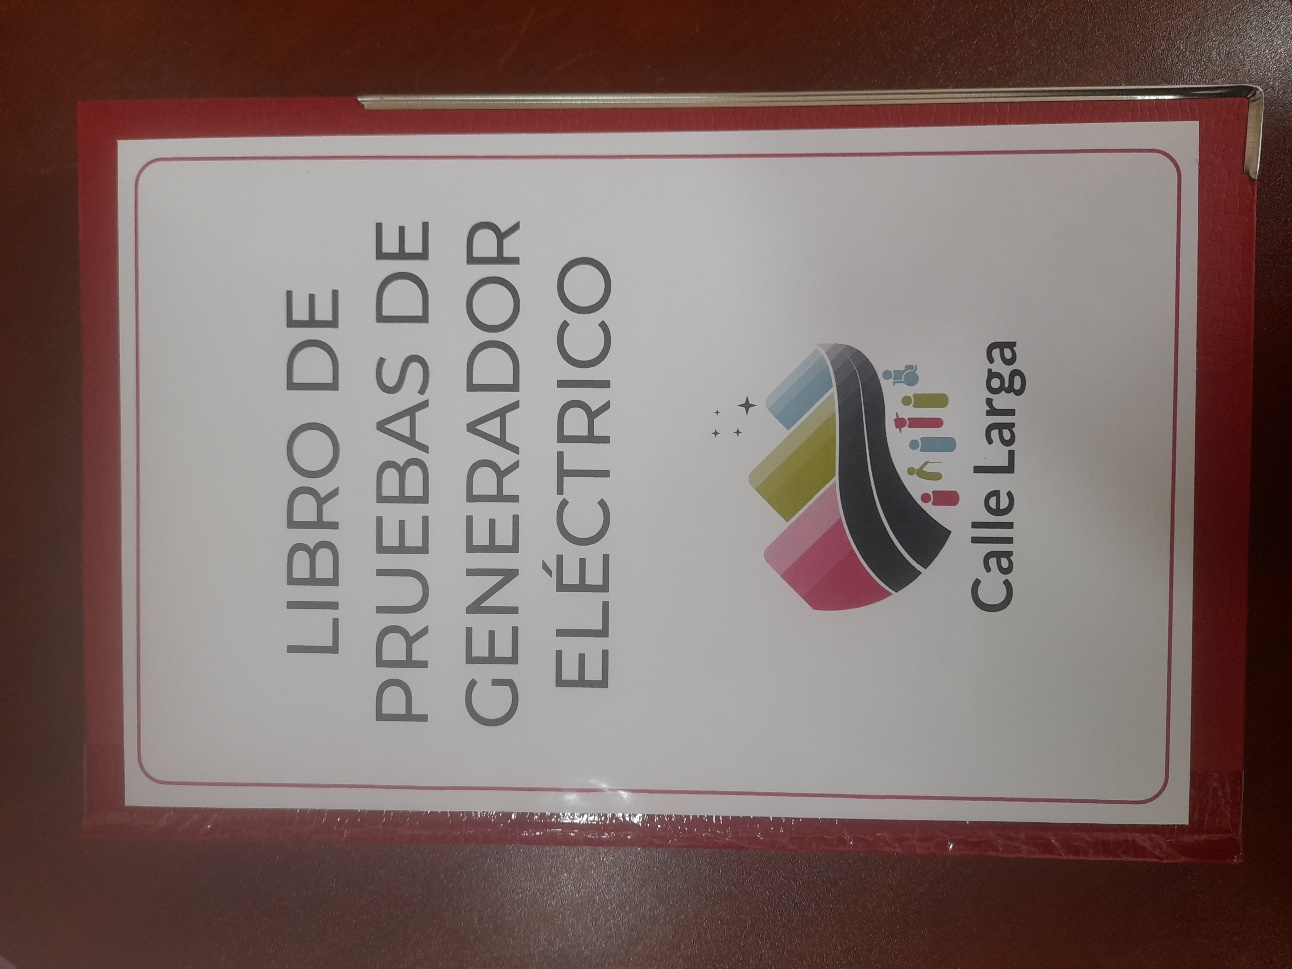 LIBRO DE
PRUEBAS DE
GENERADOR
ELÉCTRICO
Calle Larga